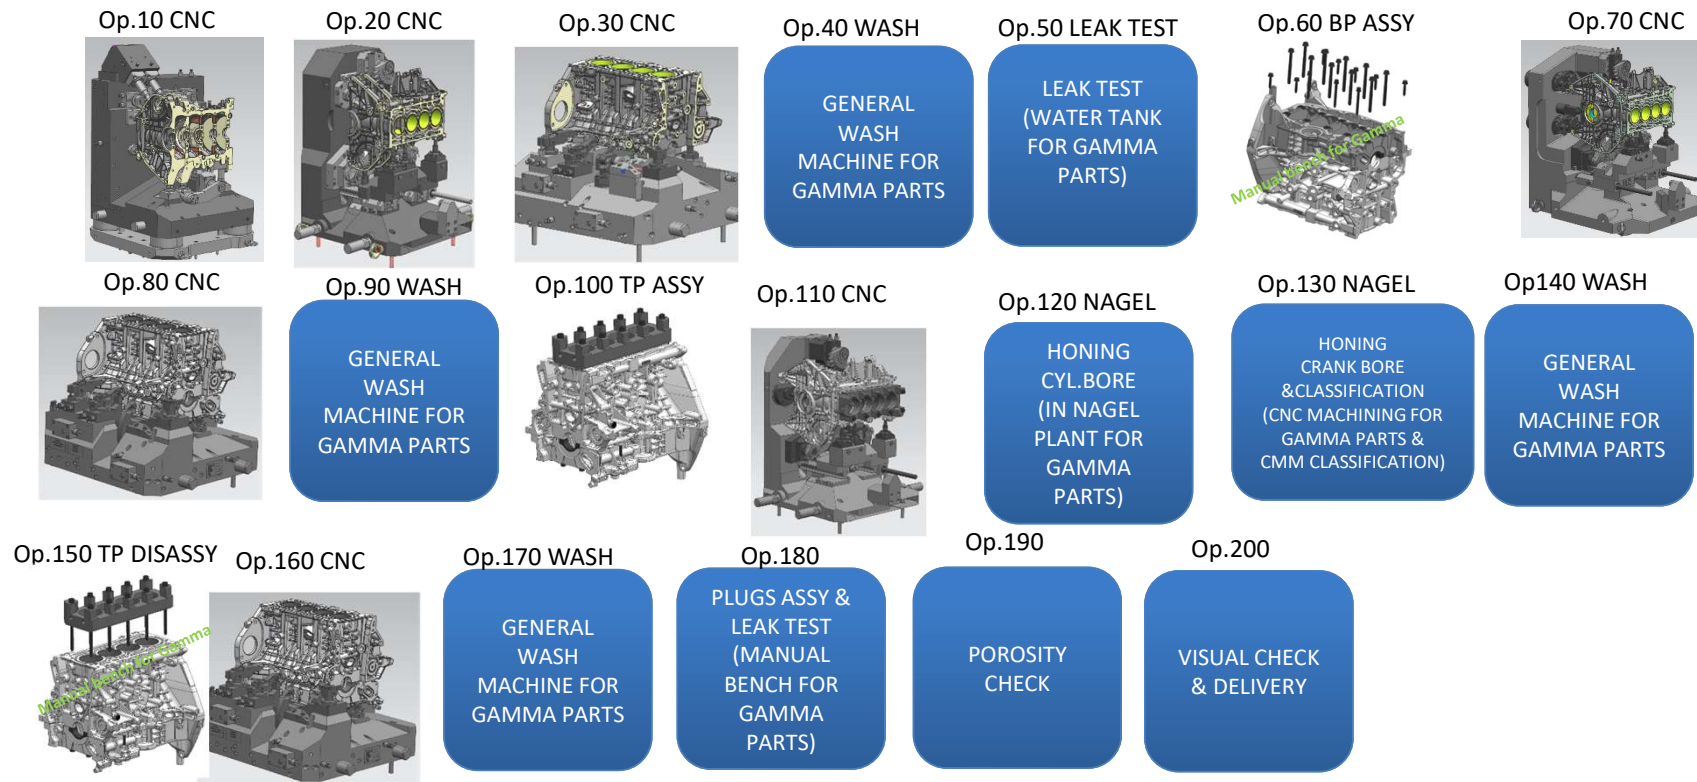 Op.10 CNC
Op.20 CNC
Op.30 CNC
Op.40 WASH
GENERAL
WASH
MACHINE FOR
GAMMA PARTS
Op.50 LEAK TEST
LEAK TEST
(WATER TANK
FOR GAMMA
PARTS)
Op.60 BP ASSY
Manual bench for Gamma
Op.70 CNC
Op.80 CNC
Op.90 WASH
GENERAL
WASH
MACHINE FOR
GAMMA PARTS
Op.100 TP ASSY
Op.110 CNC
Op.120 NAGEL
HONING
CYL.BORE
(IN NAGEL
PLANT FOR
GAMMA
PARTS)
Op.130 NAGEL
HONING
CRANK BORE
&CLASSIFICATION
(CNC MACHINING FOR
GAMMA PARTS &
CMM CLASSIFICATION)
Op140 WASH
GENERAL
WASH
MACHINE FOR
GAMMA PARTS
Op.150 TP DISASSY
Manual bench for Gamma
Op.160 CNC
Op.170 WASH
GENERAL
WASH
MACHINE FOR
GAMMA PARTS
Op.180
PLUGS ASSY &
LEAK TEST
(MANUAL
BENCH FOR
GAMMA
PARTS)
Op.190
POROSITY
CHECK
Op.200
VISUAL CHECK
& DELIVERY